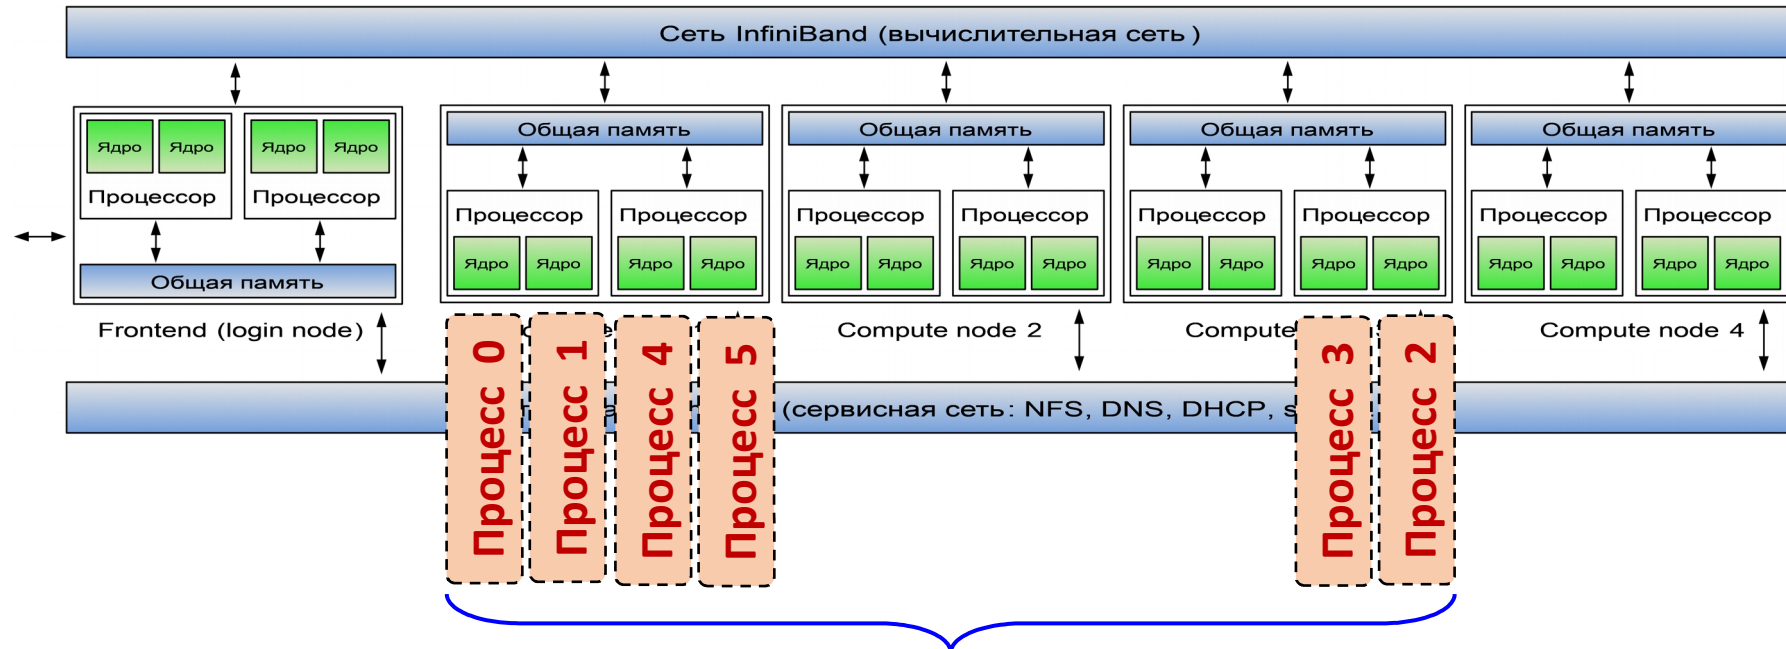 Сеть InfiniBand (вычислительная сеть)
Ядро Ядро Ядро Ядро
Процессор Процессор
Общая память
Frontend (login node)
Общая память
Процессор Процессор
Ядро Ядро Ядро Ядро
Общая память
Процессор Процессор
Ядро Ядро Ядро Ядро
Compute node 2
Общая память
Процессор Процессор
Ядро Ядро Ядро Ядро
Compute
Общая память
Процессор Процессор
Ядро Ядро Ядро Ядро
Compute node 4
(сервисная сеть: NFS, DNS, DHCP,
Процесс 0
Процесс 1
Процесс 4
Процесс 5
Процесс 3
Процесс 2